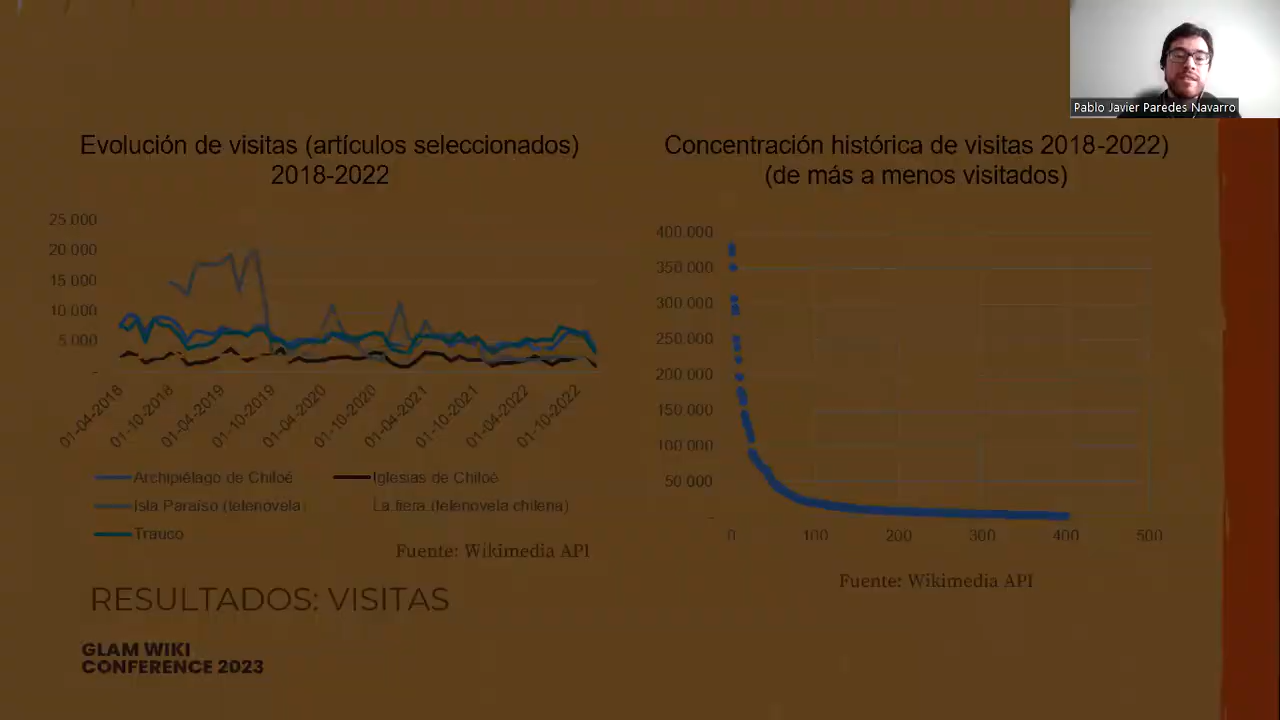 Pablo Javier Paredes Navarro
Evolución de visitas (artículos seleccionados)
2018-2022
25 000
20 000
15 000
10 000
5 000
-
01-04-2018
01-10-2018
01-04-2019
01-10-2019
01-04-2020
01-10-2020
01-04-2021
01-10-2021
01-04-2022
01-10-2022
Archipiélago de Chiloé
Iglesias de Chiloé
Isla Paraíso (telenovela)
La fiera (telenovela chilena)
Trauco
Fuente: Wikimedia API
Concentración histórica de visitas 2018-2022)
(de más a menos visitados)
400 000
350 000
300 000
250 000
200 000
150 000
100 000
50 000
-
0
100
200
300
400
500
Fuente: Wikimedia API
RESULTADOS: VISITAS
GLAM WIKI
CONFERENCE 2023